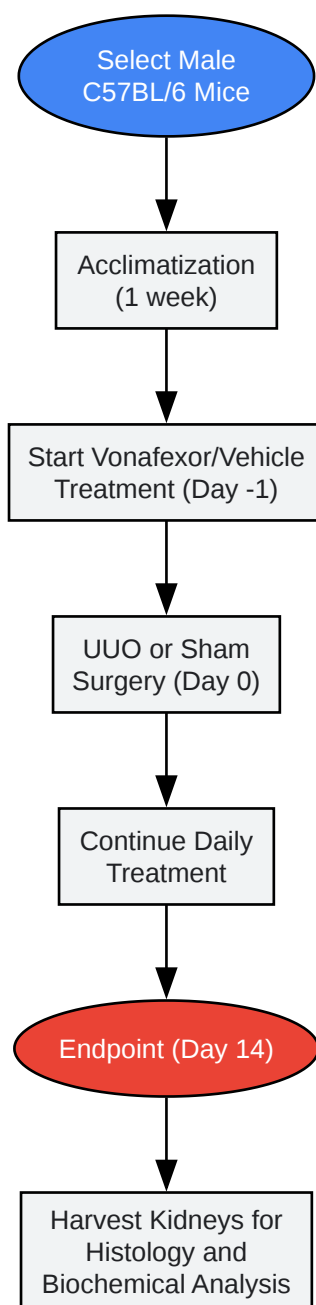 Select Male
C57BL/6 Mice
Acclimatization
(1 week)
Start Vonafexor/Vehicle
Treatment (Day -1)
UUO or Sham
Surgery (Day 0)
Continue Daily
Treatment
Endpoint (Day 14)
Harvest Kidneys for
Histology and
Biochemical Analysis